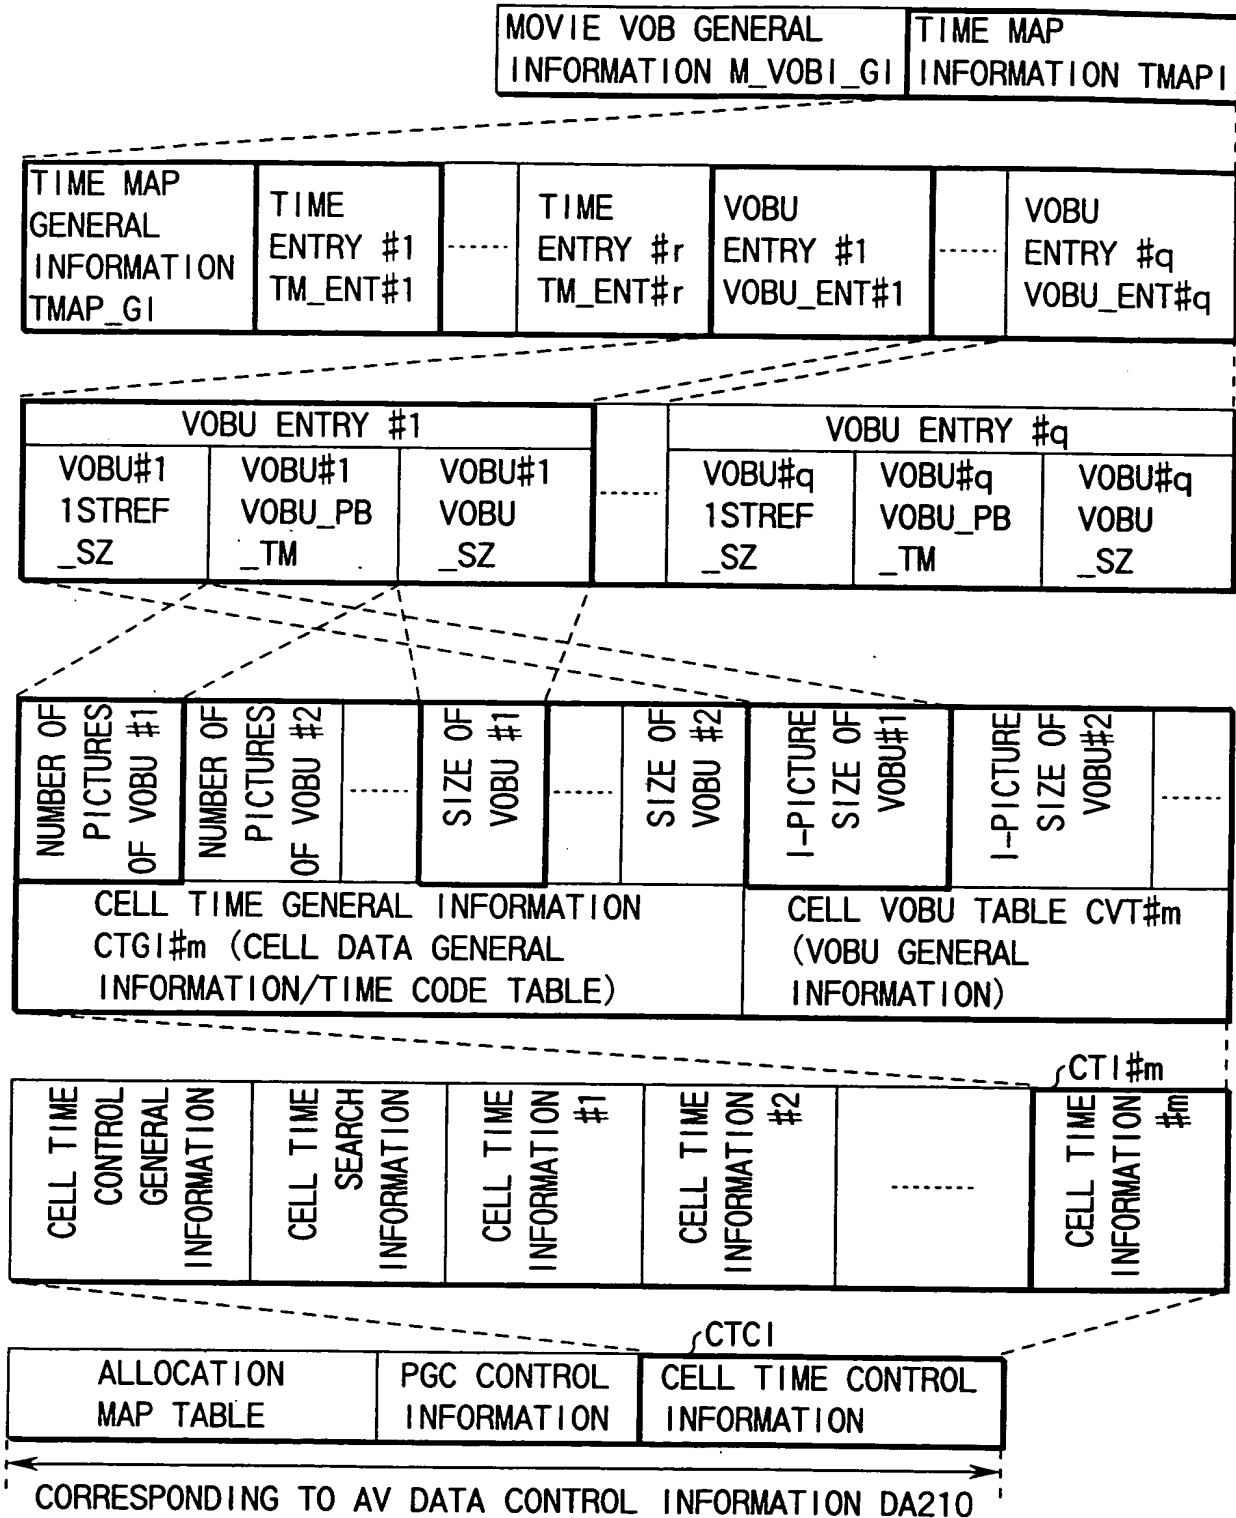 MOVIE VOB GENERAL
INFORMATION M_VOBI_GI
TIME MAP
INFORMATION TMAPI
TIME MAP
GENERAL
INFORMATION
TMAP_GI
TIME
ENTRY #1
TM_ENT#1
TIME
ENTRY #r
TM_ENT#r
VOBU
ENTRY #1
VOBU_ENT#1
VOBU
ENTRY #q
VOBU_ENT#q
VOBU ENTRY #1
VOBU#1
1STREF
_SZ
VOBU#1
VOBU_PB
_TM
VOBU#1
VOBU
_SZ
VOBU ENTRY #q
VOBU#q
1STREF
_SZ
VOBU#q
VOBU_PB
_TM
VOBU#q
VOBU
_SZ
NUMBER OF
PICTURES
OF VOBU #1
NUMBER OF
PICTURES
OF VOBU #2
SIZE OF
VOBU #1
SIZE OF
VOBU #2
I-PICTURE
SIZE OF
VOBU#1
I-PICTURE
SIZE OF
VOBU#2
CELL TIME GENERAL INFORMATION
CTGI#m (CELL DATA GENERAL
INFORMATION/TIME CODE TABLE)
CELL VOBU TABLE CVT#m
(VOBU GENERAL
INFORMATION)
CTI#m
CELL TIME
CONTROL
GENERAL
INFORMATION
CELL TIME
SEARCH
INFORMATION
CELL TIME
INFORMATION
#1
CELL TIME
INFORMATION
#2
CELL TIME
INFORMATION
#m
CTCI
ALLOCATION
MAP TABLE
PGC CONTROL
INFORMATION
CELL TIME CONTROL
INFORMATION
CORRESPONDING TO AV DATA CONTROL INFORMATION DA210